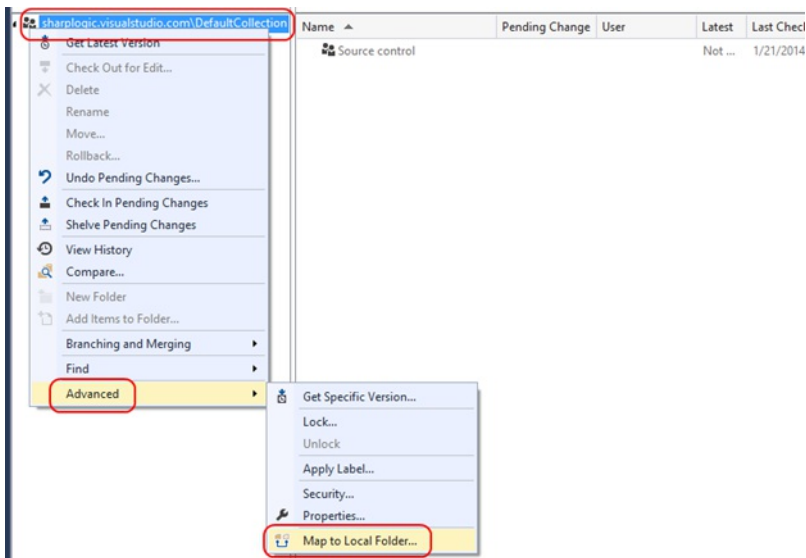 sharplogic.visualstudio.com\DefaultCollection
Name Pending Change User Latest Last Chec
Source control Not ... 1/21/2014
Get Latest Version
Check Out for Edit...
Delete
Rename
Move...
Rollback...
Undo Pending Changes...
Check In Pending Changes
Shelve Pending Changes
View History
Compare...
New Folder
Add Items to Folder...
Branching and Merging
Find
Advanced
Get Specific Version...
Lock...
Unlock
Apply Label...
Security...
Properties...
Map to Local Folder...